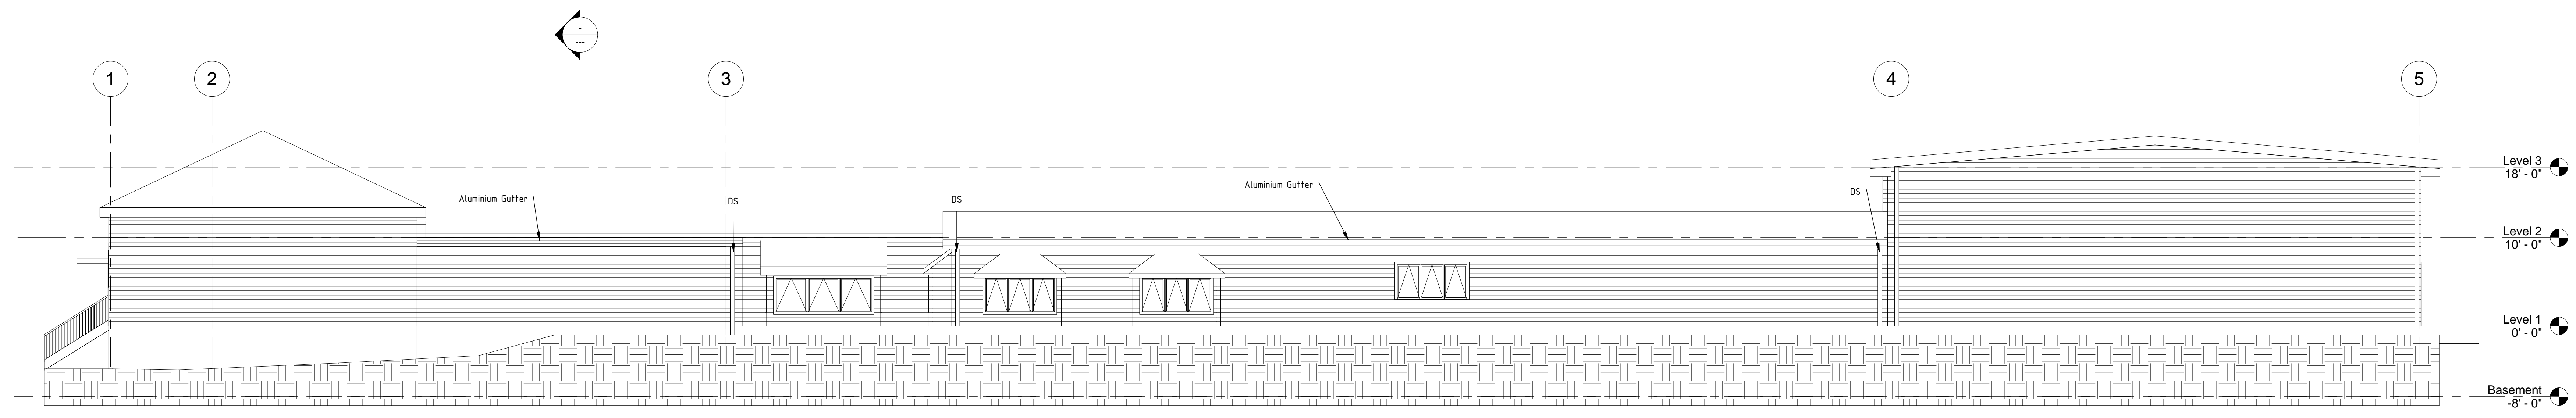 -
---
1
2
3
4
5
Level 3
18' - 0"
Aluminium Gutter
DS
DS
Aluminium Gutter
DS
Level 2
10' - 0"
Level 1
0' - 0"
Basement
-8' - 0"